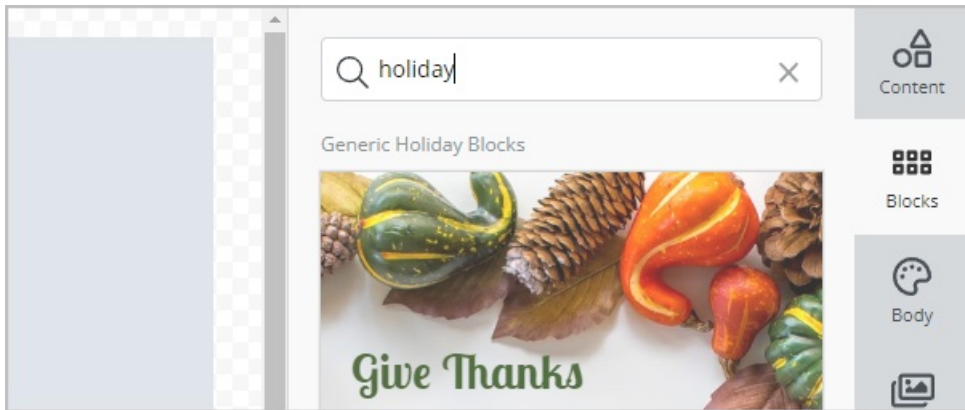 holiday
Content
Generic Holiday Blocks
Blocks
Body
Give Thanks